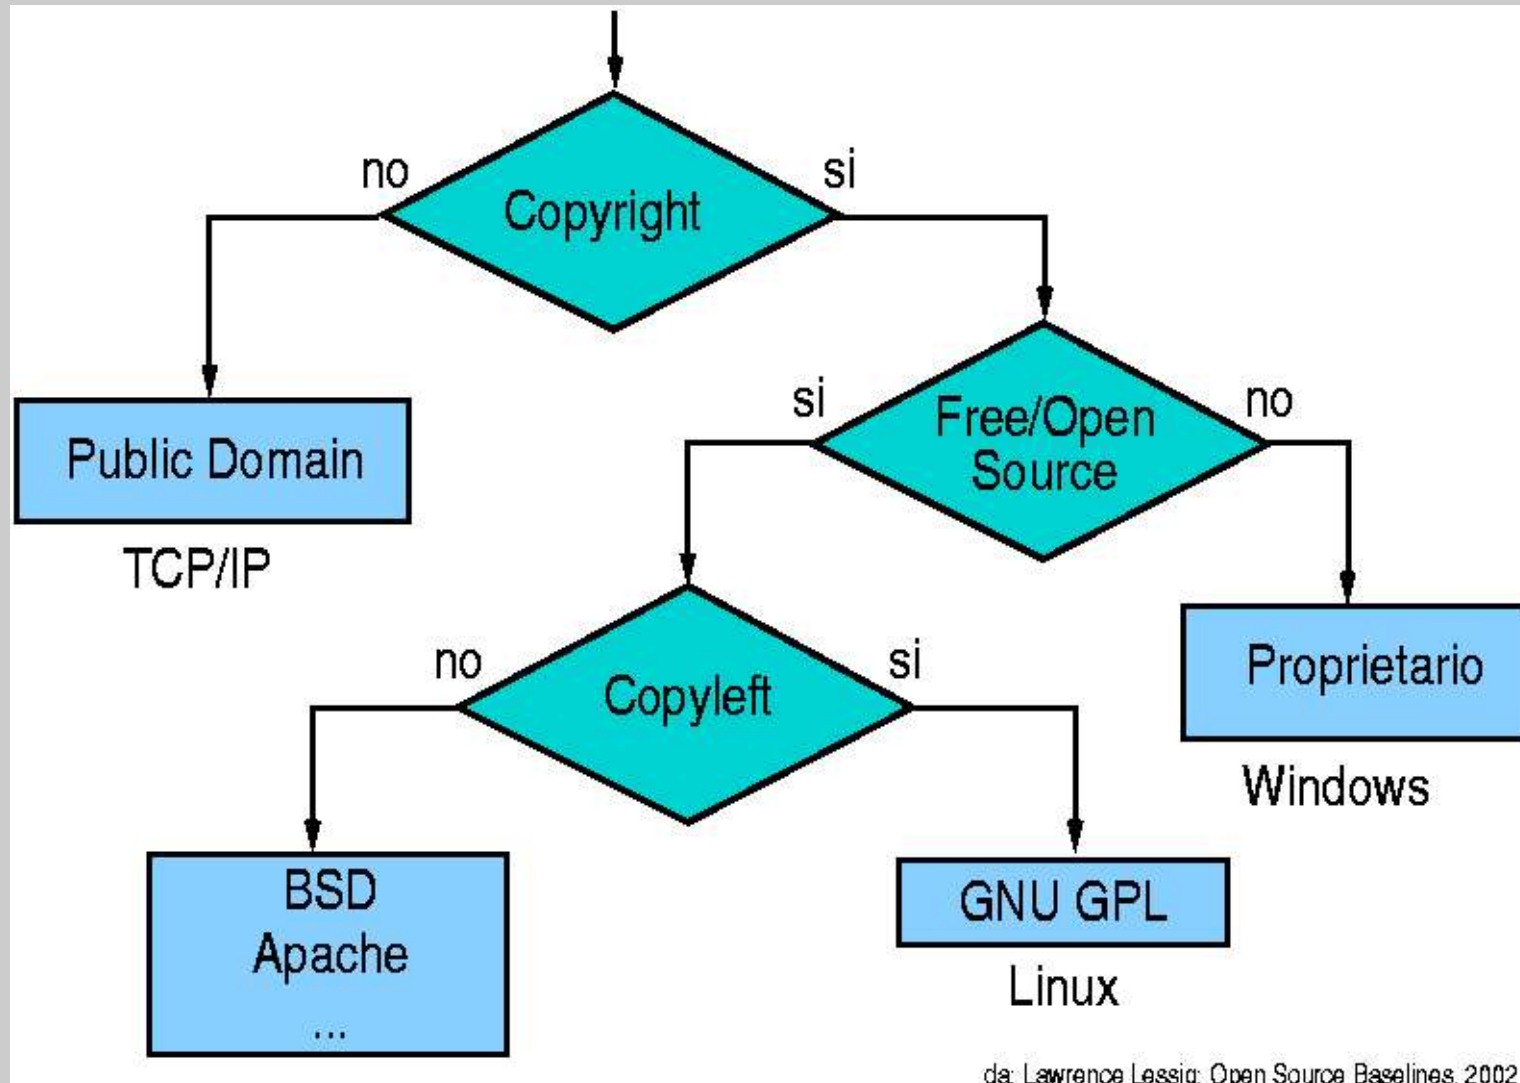 no
si
Copyright
si
no
Free/Open
Source
Public Domain
TCP/IP
no
si
Copyleft
Proprietario
Windows
BSD
Apache
...
GNU GPL
Linux
da: Lawrence Lessig: Open Source Baselines, 2002